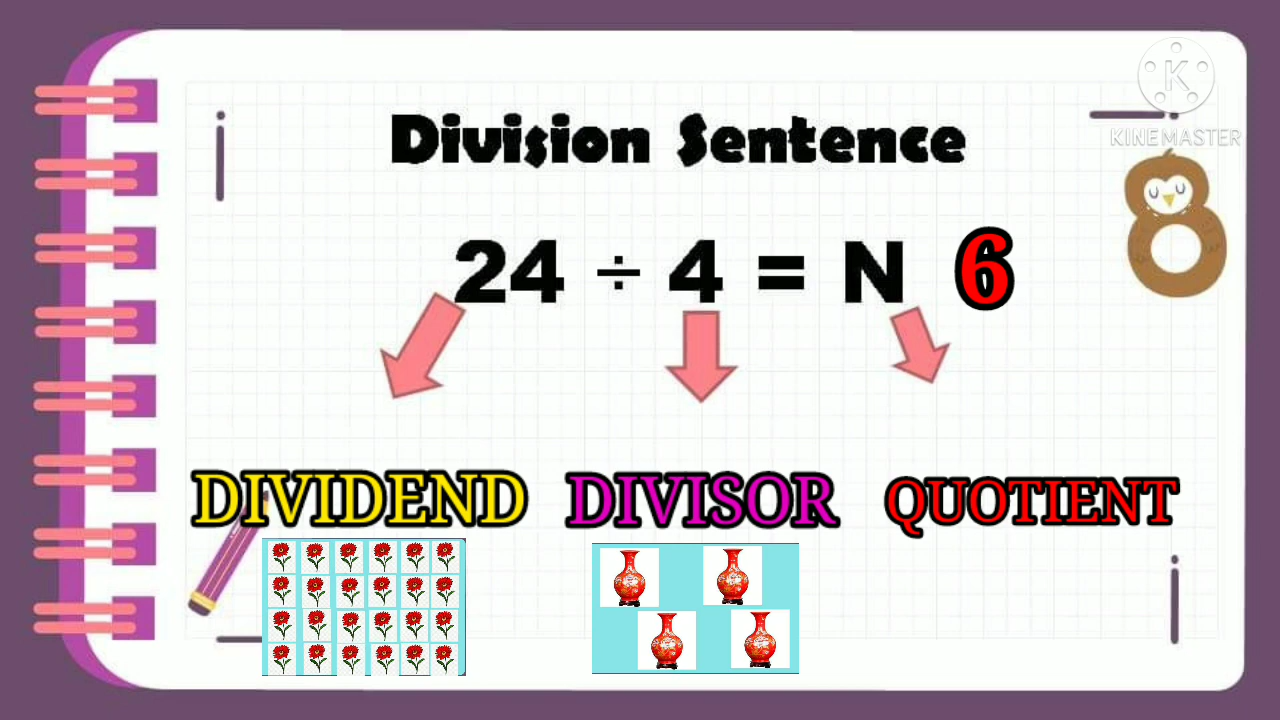 KINEMASTER
Division Sentence
24 ÷ 4 = N 6
DIVIDEND DIVISOR QUOTIENT